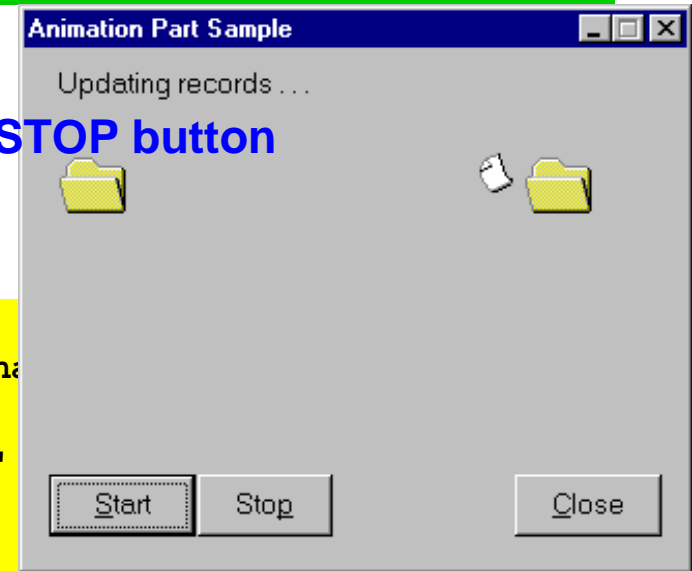 Animation Part Sample
Updating records . . .
STOP button
Start Stop Close